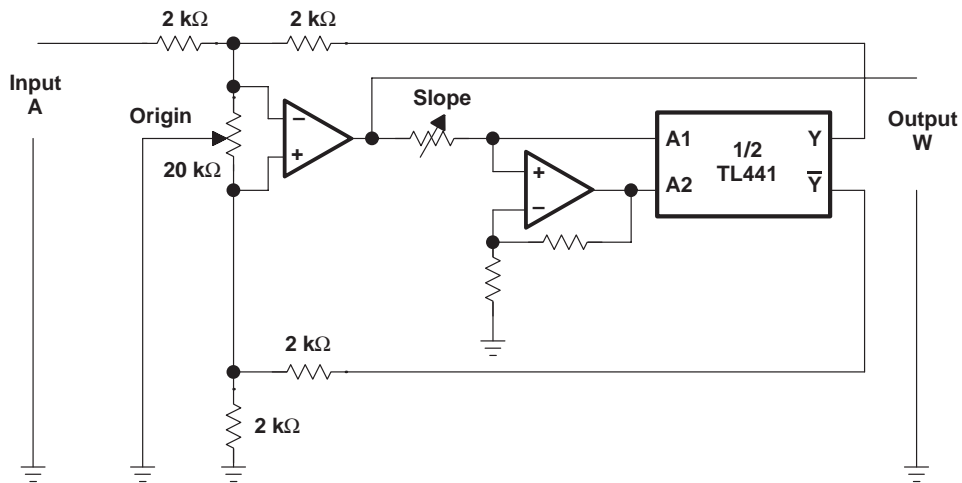 2 kΩ
2 kΩ
Input
A
Origin
20 kΩ
−
+
Slope
+
−
A1
A2
1/2
TL441
Y
Y̅
Output
W
2 kΩ
2 kΩ